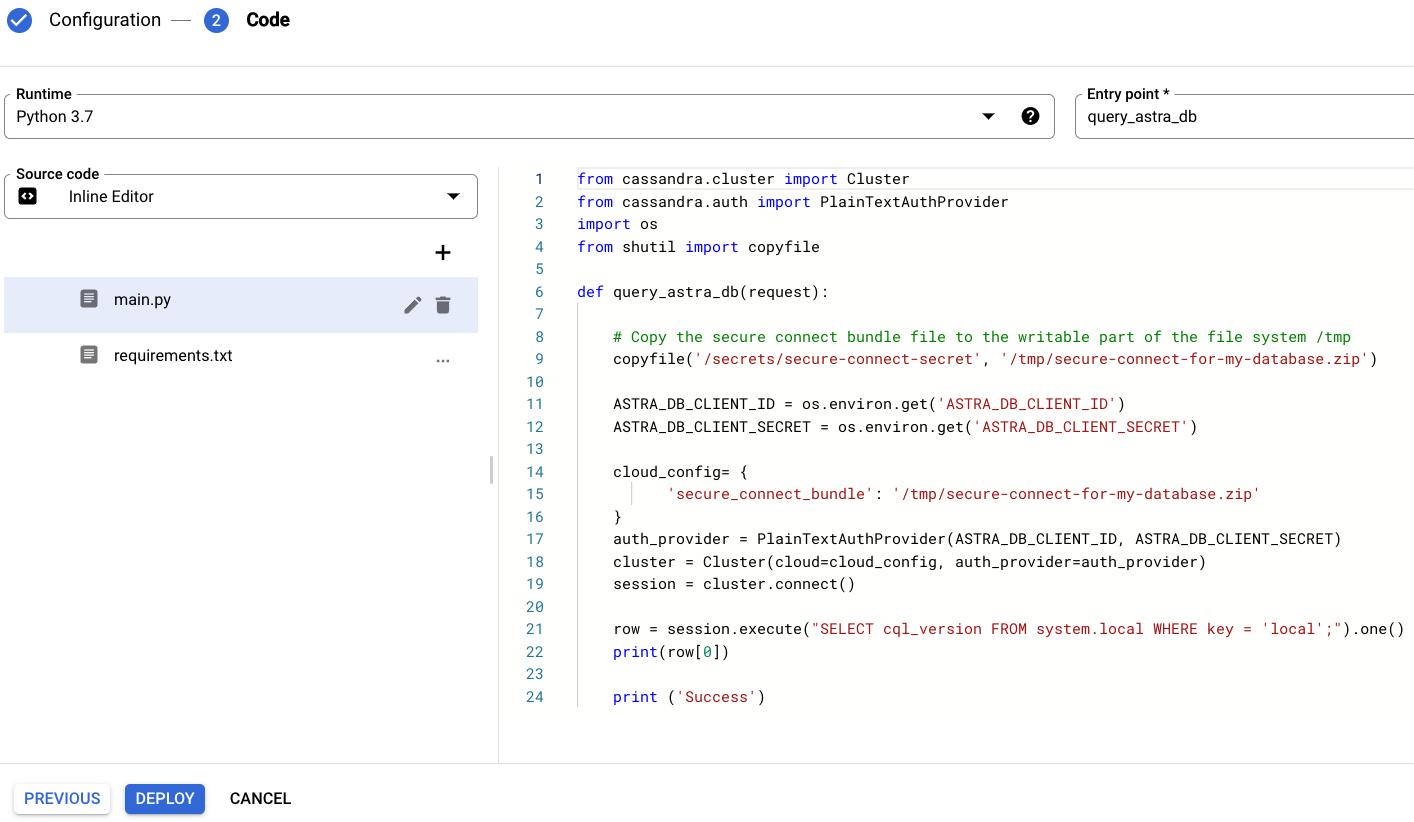 Configuration — 2 Code
Runtime
Python 3.7
Entry point *
query_astra_db
Source code
Inline Editor
+
main.py
requirements.txt
...
1 from cassandra.cluster import Cluster
2 from cassandra.auth import PlainTextAuthProvider
3 import os
4 from shutil import copyfile
5
6 def query_astra_db(request):
7
8     # Copy the secure connect bundle file to the writable part of the file system /tmp
9     copyfile('/secrets/secure-connect-secret', '/tmp/secure-connect-for-my-database.zip')
10
11     ASTRA_DB_CLIENT_ID = os.environ.get('ASTRA_DB_CLIENT_ID')
12     ASTRA_DB_CLIENT_SECRET = os.environ.get('ASTRA_DB_CLIENT_SECRET')
13
14     cloud_config= {
15           'secure_connect_bundle': '/tmp/secure-connect-for-my-database.zip'
16     }
17     auth_provider = PlainTextAuthProvider(ASTRA_DB_CLIENT_ID, ASTRA_DB_CLIENT_SECRET)
18     cluster = Cluster(cloud=cloud_config, auth_provider=auth_provider)
19     session = cluster.connect()
20
21     row = session.execute("SELECT cql_version FROM system.local WHERE key = 'local';").one()
22     print(row[0])
23
24     print ('Success')
PREVIOUS DEPLOY CANCEL